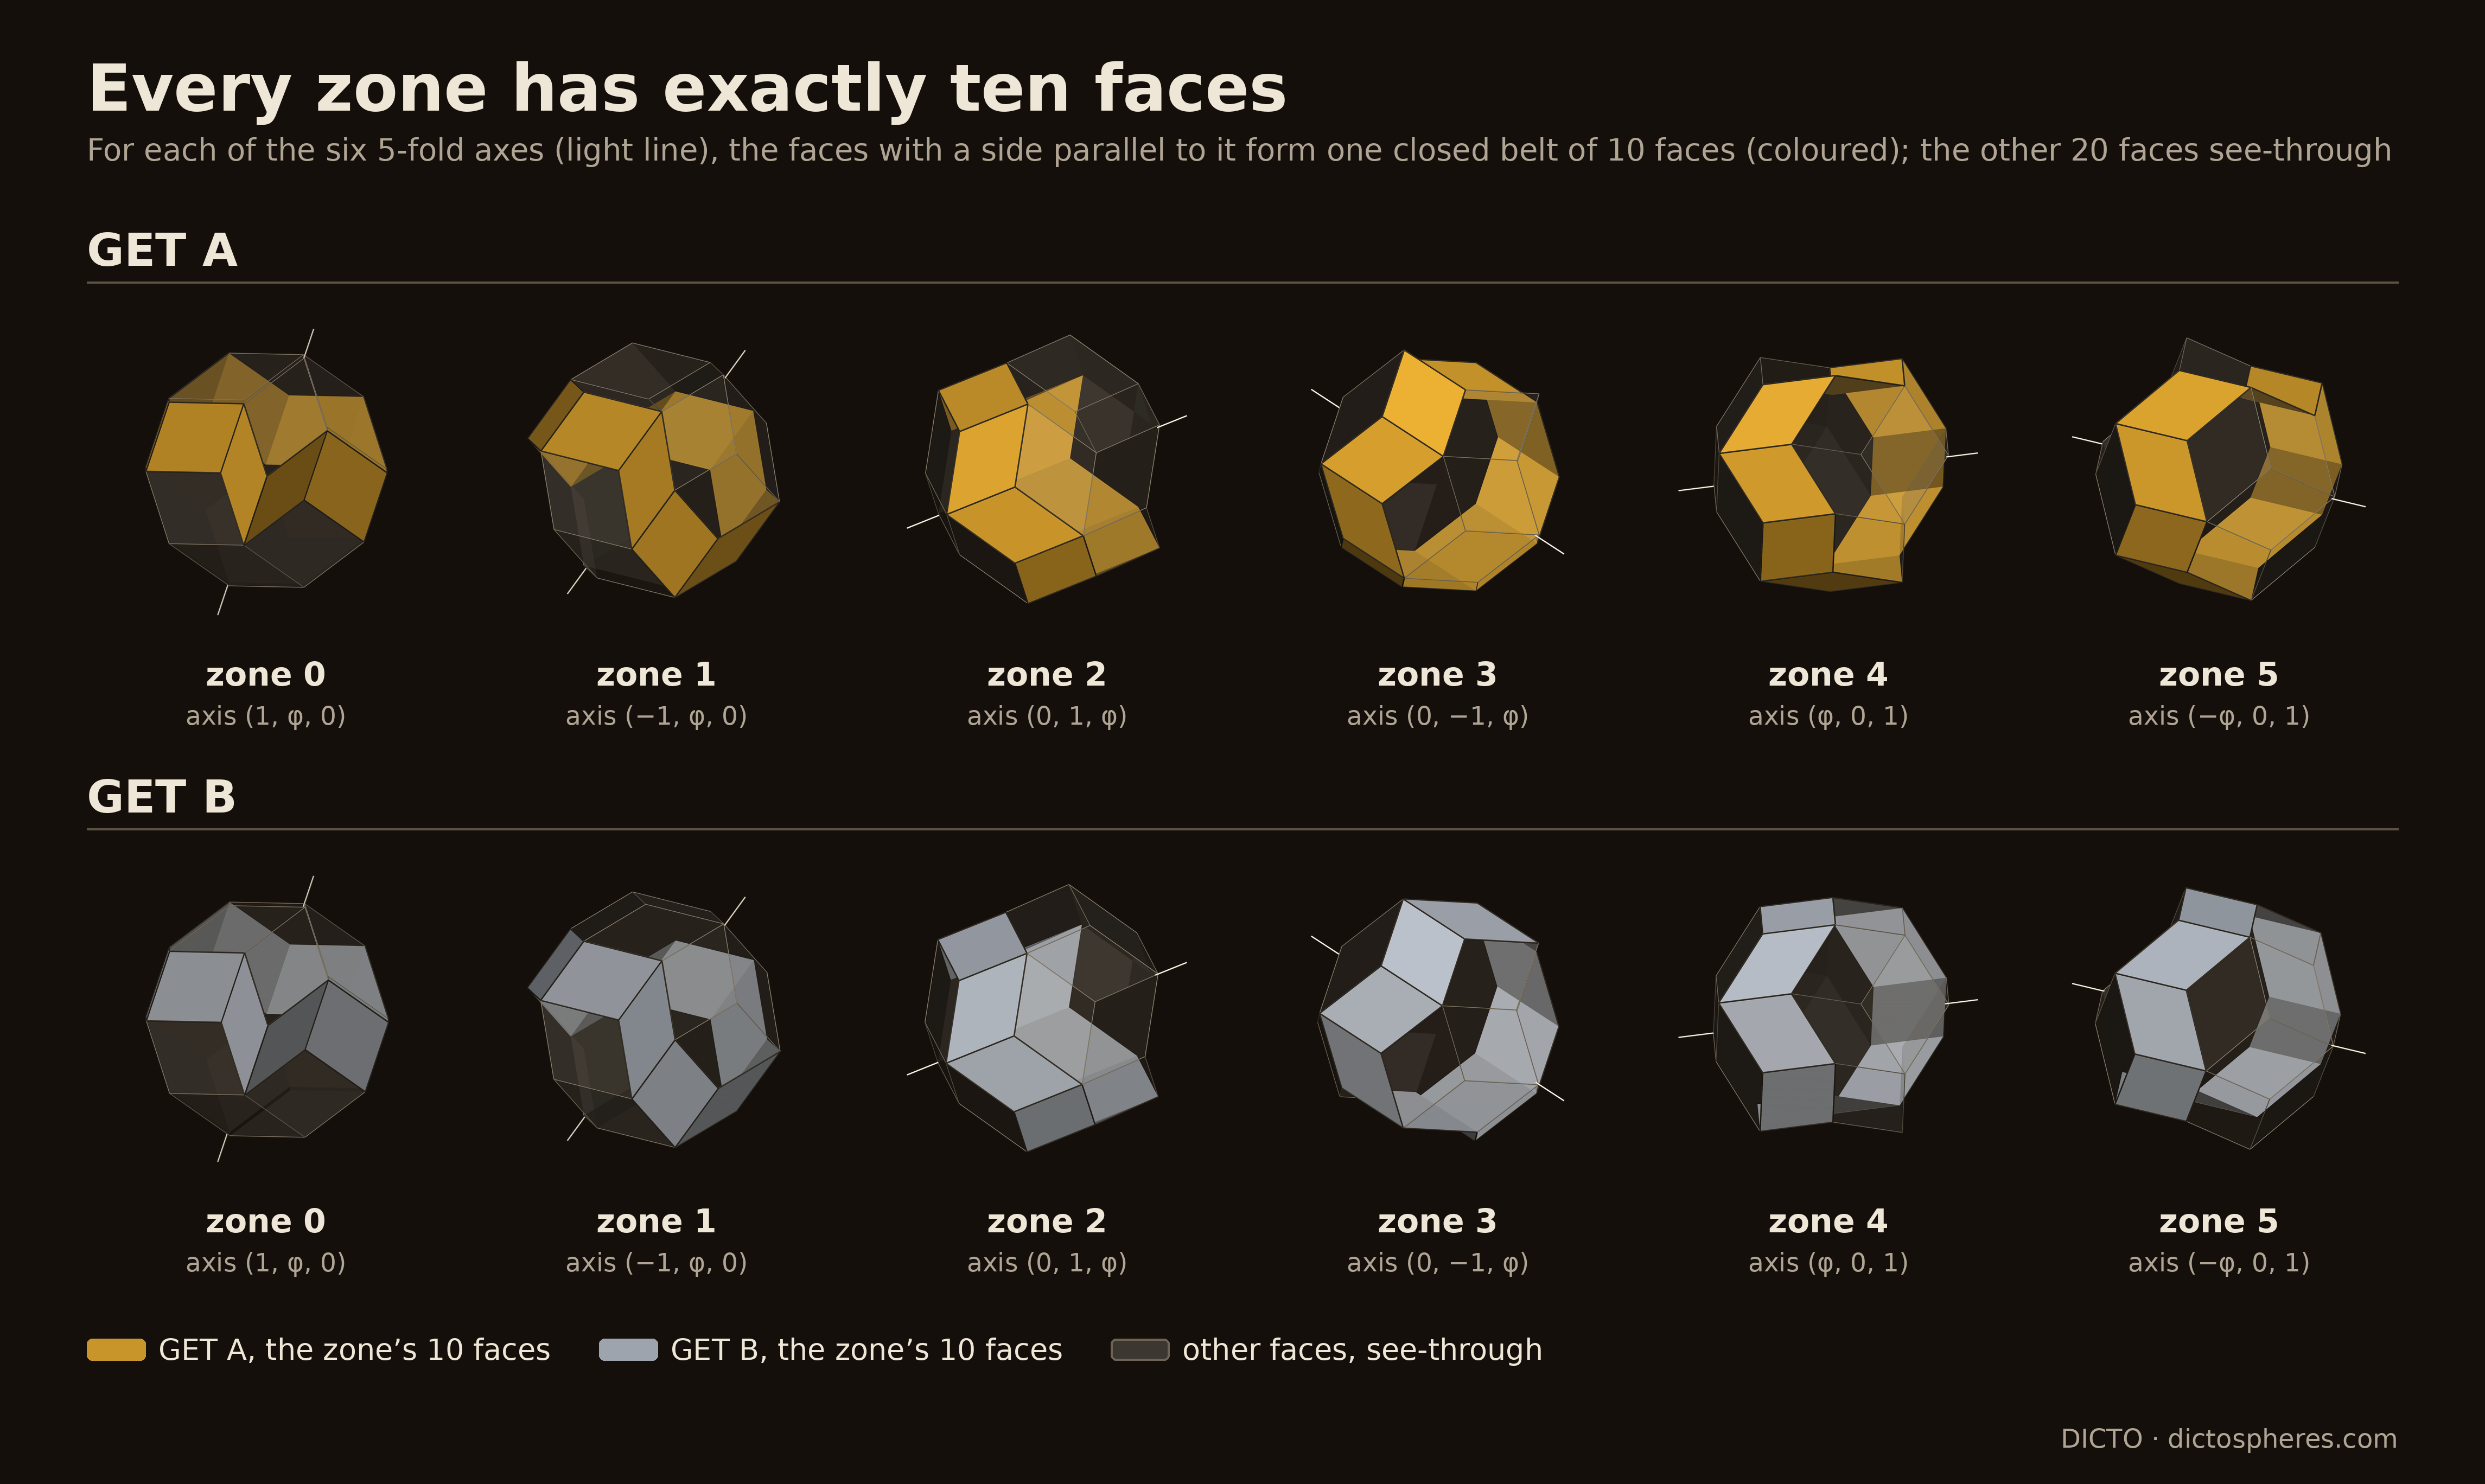 Every zone has exactly ten faces
For each of the six 5-fold axes (light line), the faces with a side parallel to it form one closed belt of 10 faces (coloured); the other 20 faces see-through
GET A
zone 0 zone 1 zone 2 zone 3 zone 4 zone 5
axis (1, φ, 0) axis (−1, φ, 0) axis (0, 1, φ) axis (0, −1, φ) axis (φ, 0, 1) axis (−φ, 0, 1)
GET B
zone 0 zone 1 zone 2 zone 3 zone 4 zone 5
axis (1, φ, 0) axis (−1, φ, 0) axis (0, 1, φ) axis (0, −1, φ) axis (φ, 0, 1) axis (−φ, 0, 1)
GET A, the zone’s 10 faces GET B, the zone’s 10 faces other faces, see-through
DICTO · dictospheres.com